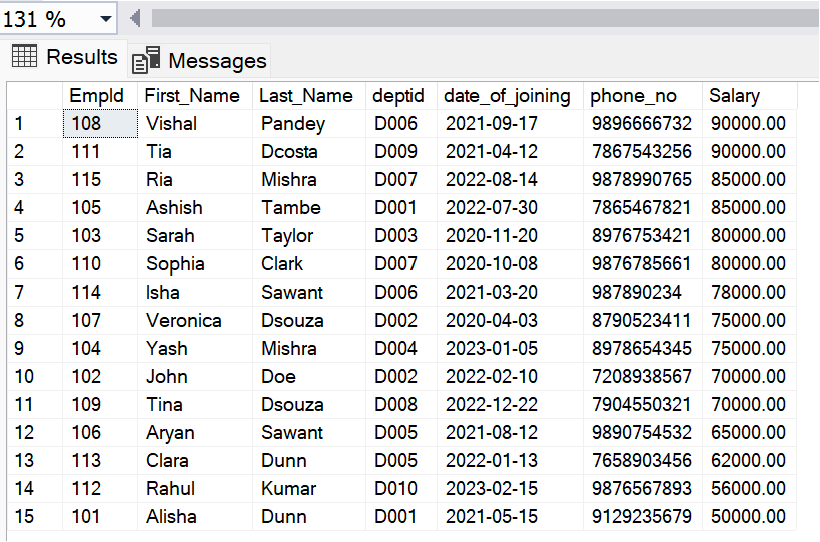 131 %
Results Messages
EmpId First_Name Last_Name deptid date_of_joining phone_no Salary
1 108 Vishal Pandey D006 2021-09-17 9896666732 90000.00
2 111 Tia Dcosta D009 2021-04-12 7867543256 90000.00
3 115 Ria Mishra D007 2022-08-14 9878990765 85000.00
4 105 Ashish Tambe D001 2022-07-30 7865467821 85000.00
5 103 Sarah Taylor D003 2020-11-20 8976753421 80000.00
6 110 Sophia Clark D007 2020-10-08 9876785661 80000.00
7 114 Isha Sawant D006 2021-03-20 987890234 78000.00
8 107 Veronica Dsouza D002 2020-04-03 8790523411 75000.00
9 104 Yash Mishra D004 2023-01-05 8978654345 75000.00
10 102 John Doe D002 2022-02-10 7208938567 70000.00
11 109 Tina Dsouza D008 2022-12-22 7904550321 70000.00
12 106 Aryan Sawant D005 2021-08-12 9890754532 65000.00
13 113 Clara Dunn D005 2022-01-13 7658903456 62000.00
14 112 Rahul Kumar D010 2023-02-15 9876567893 56000.00
15 101 Alisha Dunn D001 2021-05-15 9129235679 50000.00